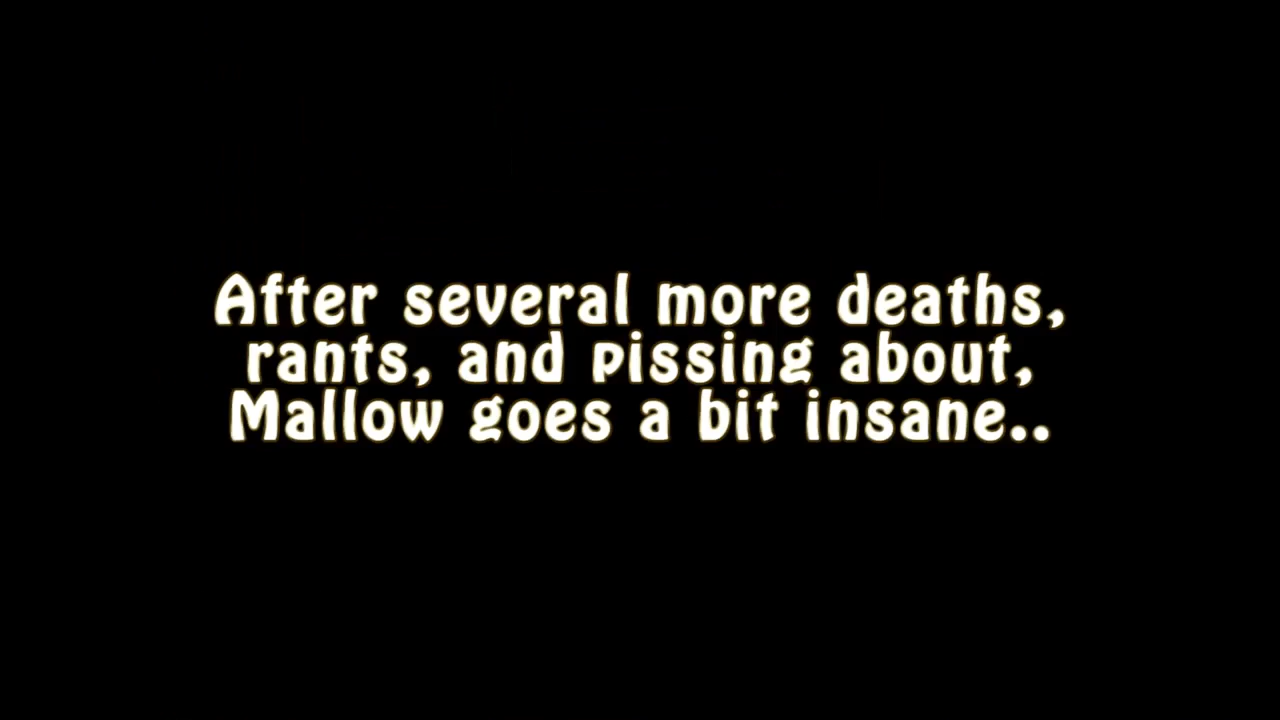 After several more deaths,
rants, and pissing about,
Mallow goes a bit insane..